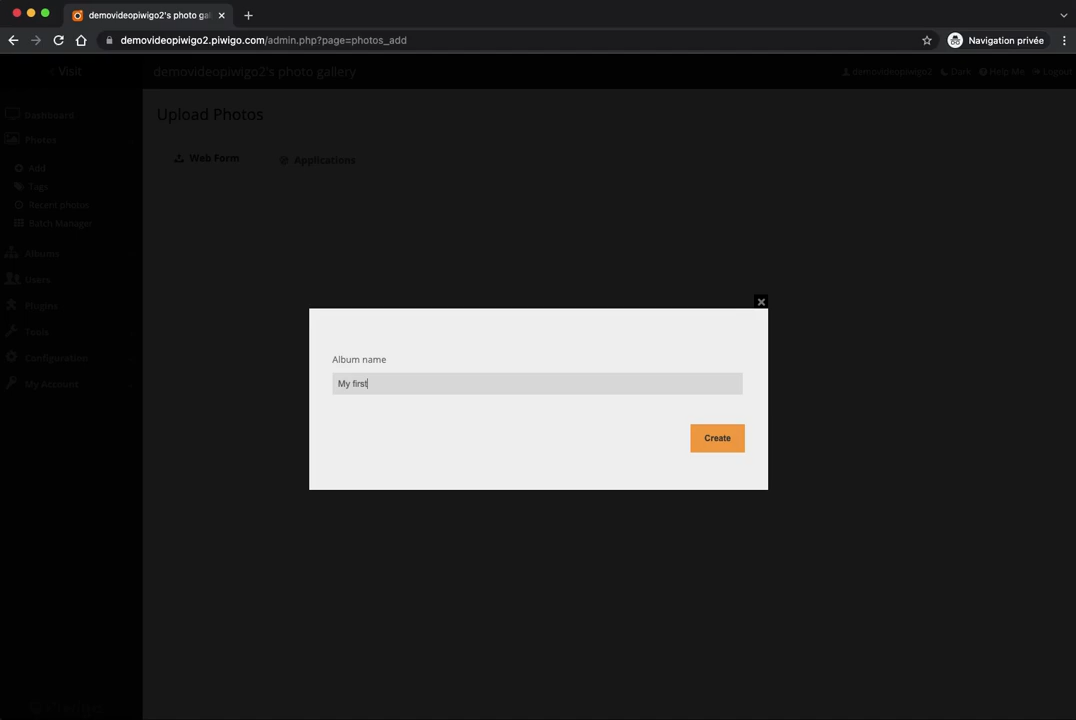 demovideopiwigo2's photo gal
demovideopiwigo2.piwigo.com/admin.php?page=photos_add
Navigation privée
Visit
demovideopiwigo2's photo gallery
demovideopiwigo2
Dark
Help Me
Logout
Dashboard
Photos
Add
Tags
Recent photos
Batch Manager
Albums
Users
Plugins
Tools
Configuration
My Account
Upload Photos
Web Form
Applications
Album name
My first
Create
Piwigo